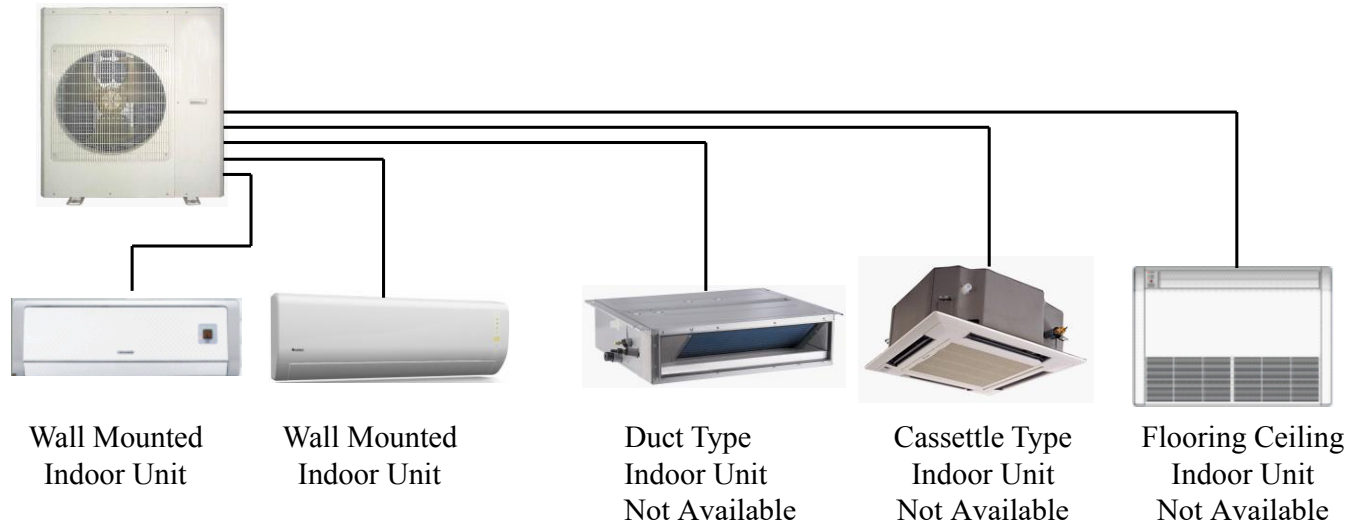 Wall Mounted
Indoor Unit
Wall Mounted
Indoor Unit
Duct Type
Indoor Unit
Not Available
Cassettle Type
Indoor Unit
Not Available
Flooring Ceiling
Indoor Unit
Not Available